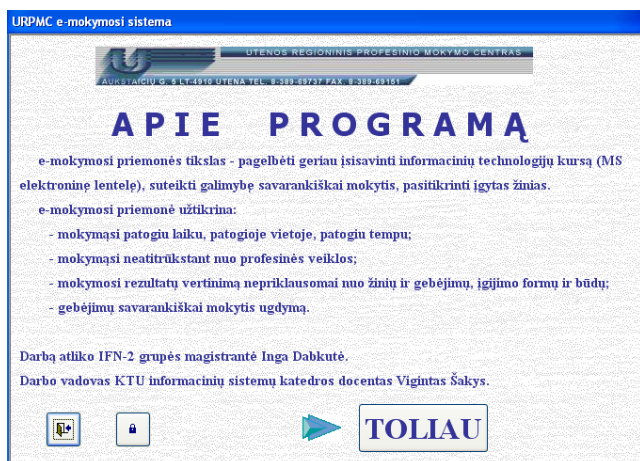 URPMC e-mokymosi sistema
UTENOS REGIONINIS PROFESINIO MOKYMO CENTRAS
AUKŠTAIČIŲ G. 5 LT-4910 UTENA TEL. 8-389-69737 FAX. 8-389-69151
APIE PROGRAMĄ
e-mokymosi priemonės tikslas - pagelbėti geriau įsisavinti informacinių technologijų kursą (MS
elektroninę lentelę), suteikti galimybę savarankiškai mokytis, pasitikrinti įgytas žinias.
e-mokymosi priemonė užtikrina:
- mokymąsi patogiu laiku, patogioje vietoje, patogiu tempu;
- mokymąsi neatitrūkstant nuo profesinės veiklos;
- mokymosi rezultatų vertinimą nepriklausomai nuo žinių ir gebėjimų, įgijimo formų ir būdų;
- gebėjimų savarankiškai mokytis ugdymą.
Darbą atliko IFN-2 grupės magistrantė Inga Dabkutė.
Darbo vadovas KTU informacinių sistemų katedros docentas Vigintas Šakys.
TOLIAU